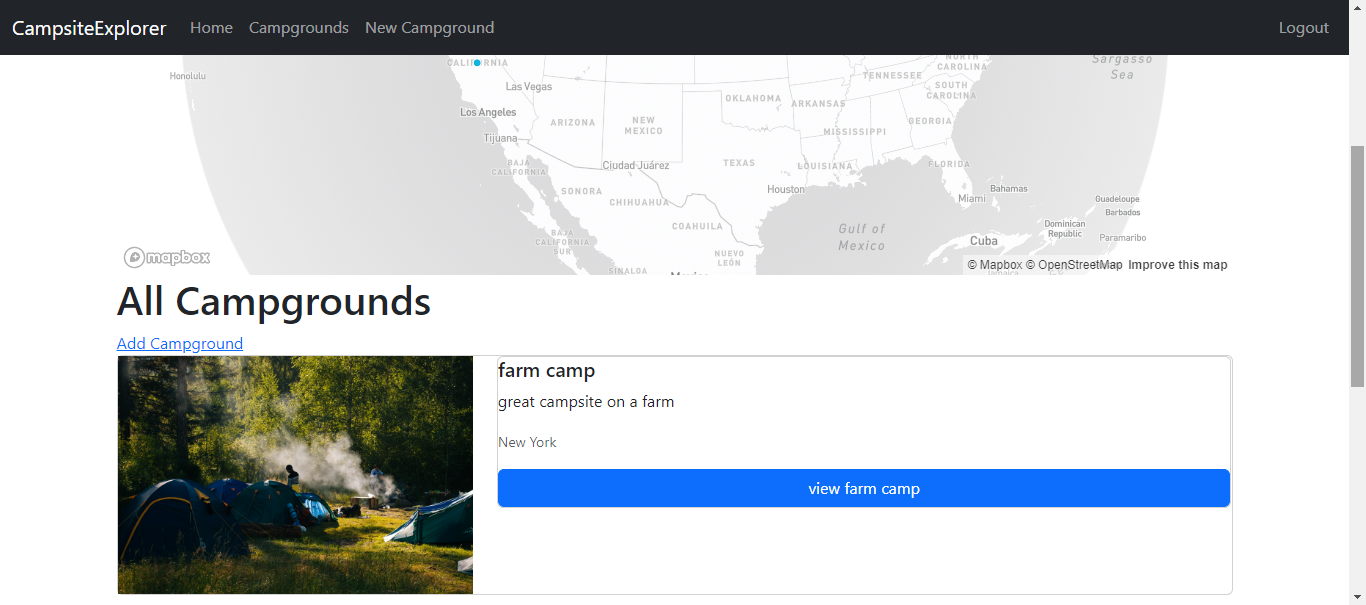 CampsiteExplorer Home Campgrounds New Campground Logout
CALIFORNIA
NORTH CAROLINA
Sargasso Sea
Honolulu
TENNESSEE
Las Vegas
SOUTH CAROLINA
OKLAHOMA
ARKANSAS
Los Angeles
ARIZONA
NEW MEXICO
GEORGIA
MISSISSIPPI
Tijuana
BAJA CALIFORNIA
Ciudad Juárez
TEXAS
LOUISIANA
FLORIDA
SONORA
Houston
Bahamas
CHIHUAHUA
Miami
Guadeloupe
Barbados
COAHUILA
Gulf of Mexico
Dominican Republic
BAJA CALIFORNIA SUR
Cuba
Paramaribo
NUEVO LEÓN
mapbox
SINALOA
© Mapbox © OpenStreetMap Improve this map
All Campgrounds
Add Campground
farm camp
great campsite on a farm
New York
view farm camp